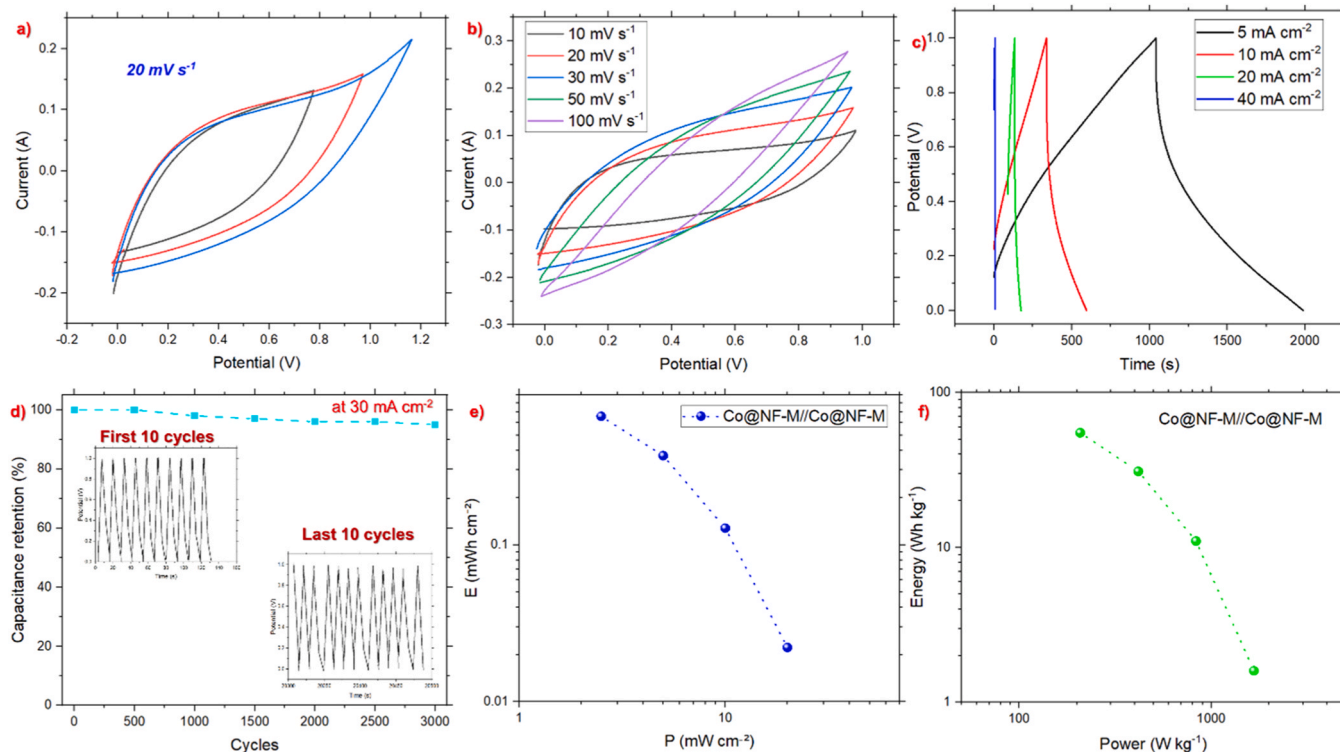 a)
20 mV s⁻¹
Current (A)
0.2
0.1
0.0
-0.1
-0.2
-0.2 0.0 0.2 0.4 0.6 0.8 1.0 1.2
Potential (V)
b)
10 mV s⁻¹
20 mV s⁻¹
30 mV s⁻¹
50 mV s⁻¹
100 mV s⁻¹
Current (A)
0.3
0.2
0.1
0.0
-0.1
-0.2
-0.3
0.0 0.2 0.4 0.6 0.8 1.0
Potential (V)
c)
5 mA cm⁻²
10 mA cm⁻²
20 mA cm⁻²
40 mA cm⁻²
Potential (V)
1.0
0.8
0.6
0.4
0.2
0.0
0 500 1000 1500 2000
Time (s)
d)
at 30 mA cm⁻²
Capacitance retention (%)
100
80
60
40
20
0
First 10 cycles
Potential (V)
Time (s)
Last 10 cycles
Potential (V)
Time (s)
0 500 1000 1500 2000 2500 3000
Cycles
e)
Co@NF-M//Co@NF-M
E (mWh cm⁻²)
0.1
0.01
1 10
P (mW cm⁻²)
f)
Co@NF-M//Co@NF-M
Energy (Wh kg⁻¹)
100
10
1
100 1000
Power (W kg⁻¹)